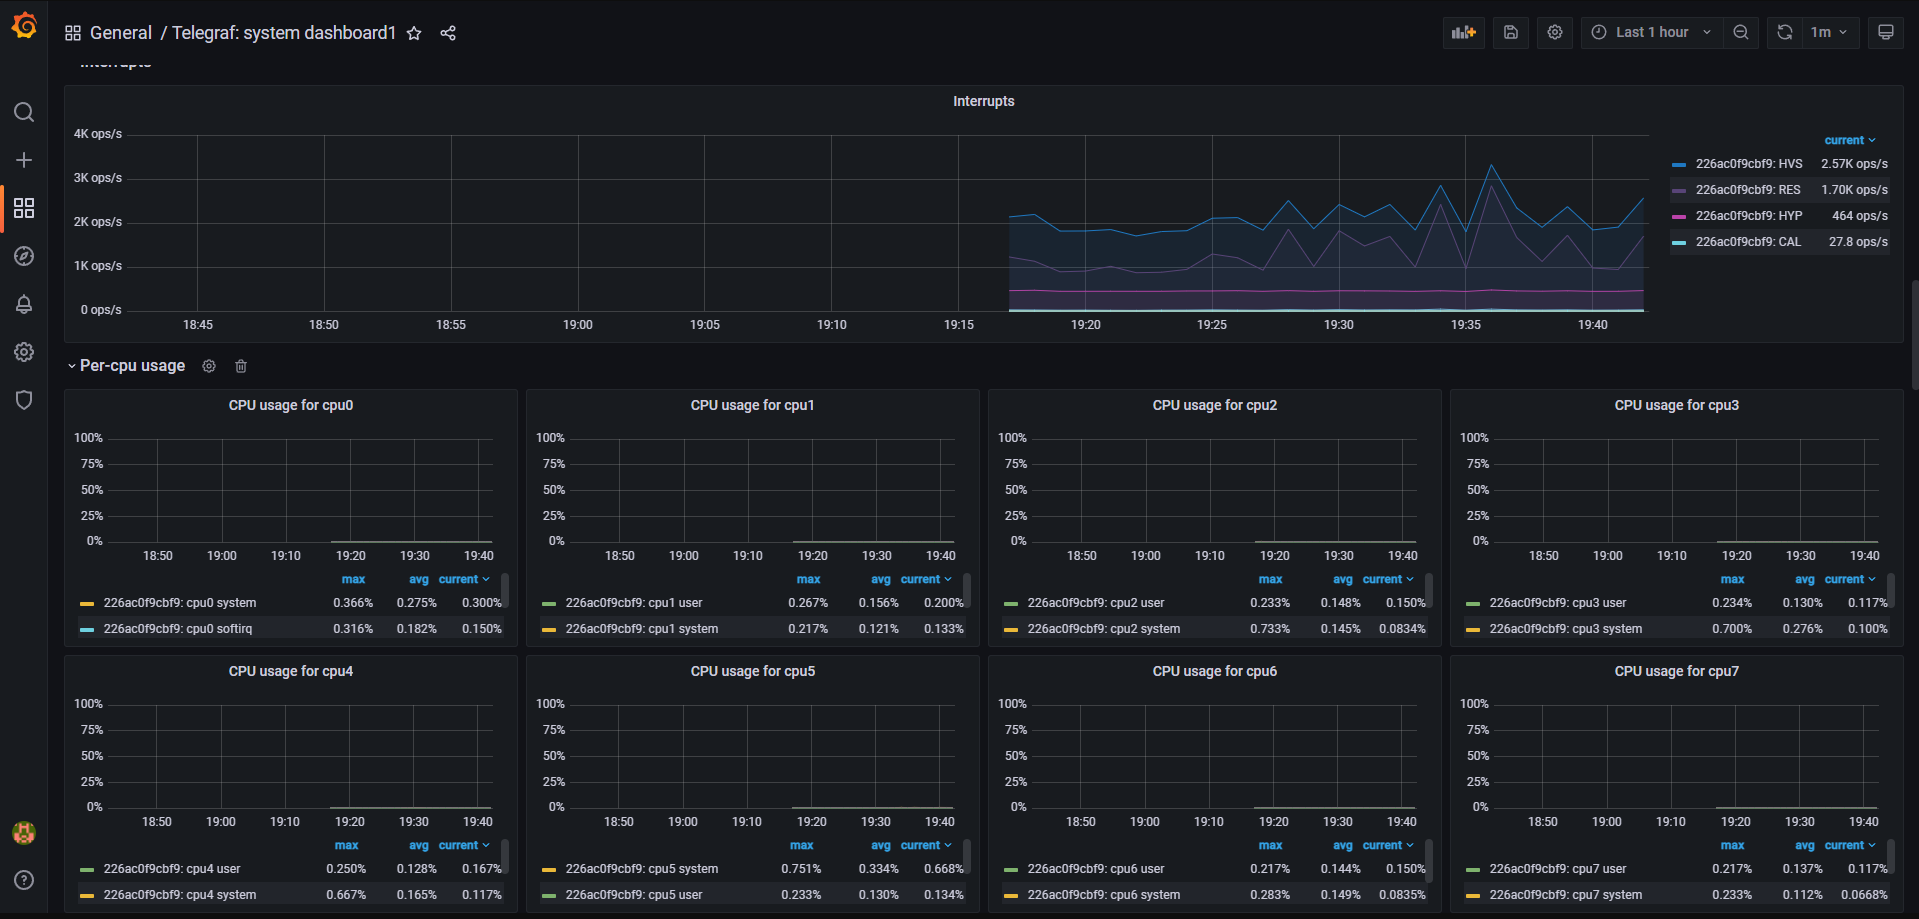 General / Telegraf: system dashboard1
Last 1 hour
1m
Interrupts
Interrupts
4K ops/s
3K ops/s
2K ops/s
1K ops/s
0 ops/s
18:45 18:50 18:55 19:00 19:05 19:10 19:15 19:20 19:25 19:30 19:35 19:40
current
226ac0f9cbf9: HVS 2.57K ops/s
226ac0f9cbf9: RES 1.70K ops/s
226ac0f9cbf9: HYP 464 ops/s
226ac0f9cbf9: CAL 27.8 ops/s
Per-cpu usage
CPU usage for cpu0
100%
75%
50%
25%
0%
18:50 19:00 19:10 19:20 19:30 19:40
max avg current
226ac0f9cbf9: cpu0 system 0.366% 0.275% 0.300%
226ac0f9cbf9: cpu0 softirq 0.316% 0.182% 0.150%
CPU usage for cpu1
100%
75%
50%
25%
0%
18:50 19:00 19:10 19:20 19:30 19:40
max avg current
226ac0f9cbf9: cpu1 user 0.267% 0.156% 0.200%
226ac0f9cbf9: cpu1 system 0.217% 0.121% 0.133%
CPU usage for cpu2
100%
75%
50%
25%
0%
18:50 19:00 19:10 19:20 19:30 19:40
max avg current
226ac0f9cbf9: cpu2 user 0.233% 0.148% 0.150%
226ac0f9cbf9: cpu2 system 0.733% 0.145% 0.0834%
CPU usage for cpu3
100%
75%
50%
25%
0%
18:50 19:00 19:10 19:20 19:30 19:40
max avg current
226ac0f9cbf9: cpu3 user 0.234% 0.130% 0.117%
226ac0f9cbf9: cpu3 system 0.700% 0.276% 0.100%
CPU usage for cpu4
100%
75%
50%
25%
0%
18:50 19:00 19:10 19:20 19:30 19:40
max avg current
226ac0f9cbf9: cpu4 user 0.250% 0.128% 0.167%
226ac0f9cbf9: cpu4 system 0.667% 0.165% 0.117%
CPU usage for cpu5
100%
75%
50%
25%
0%
18:50 19:00 19:10 19:20 19:30 19:40
max avg current
226ac0f9cbf9: cpu5 system 0.751% 0.334% 0.668%
226ac0f9cbf9: cpu5 user 0.233% 0.130% 0.134%
CPU usage for cpu6
100%
75%
50%
25%
0%
18:50 19:00 19:10 19:20 19:30 19:40
max avg current
226ac0f9cbf9: cpu6 user 0.217% 0.144% 0.150%
226ac0f9cbf9: cpu6 system 0.283% 0.149% 0.0835%
CPU usage for cpu7
100%
75%
50%
25%
0%
18:50 19:00 19:10 19:20 19:30 19:40
max avg current
226ac0f9cbf9: cpu7 user 0.217% 0.137% 0.117%
226ac0f9cbf9: cpu7 system 0.233% 0.112% 0.0668%